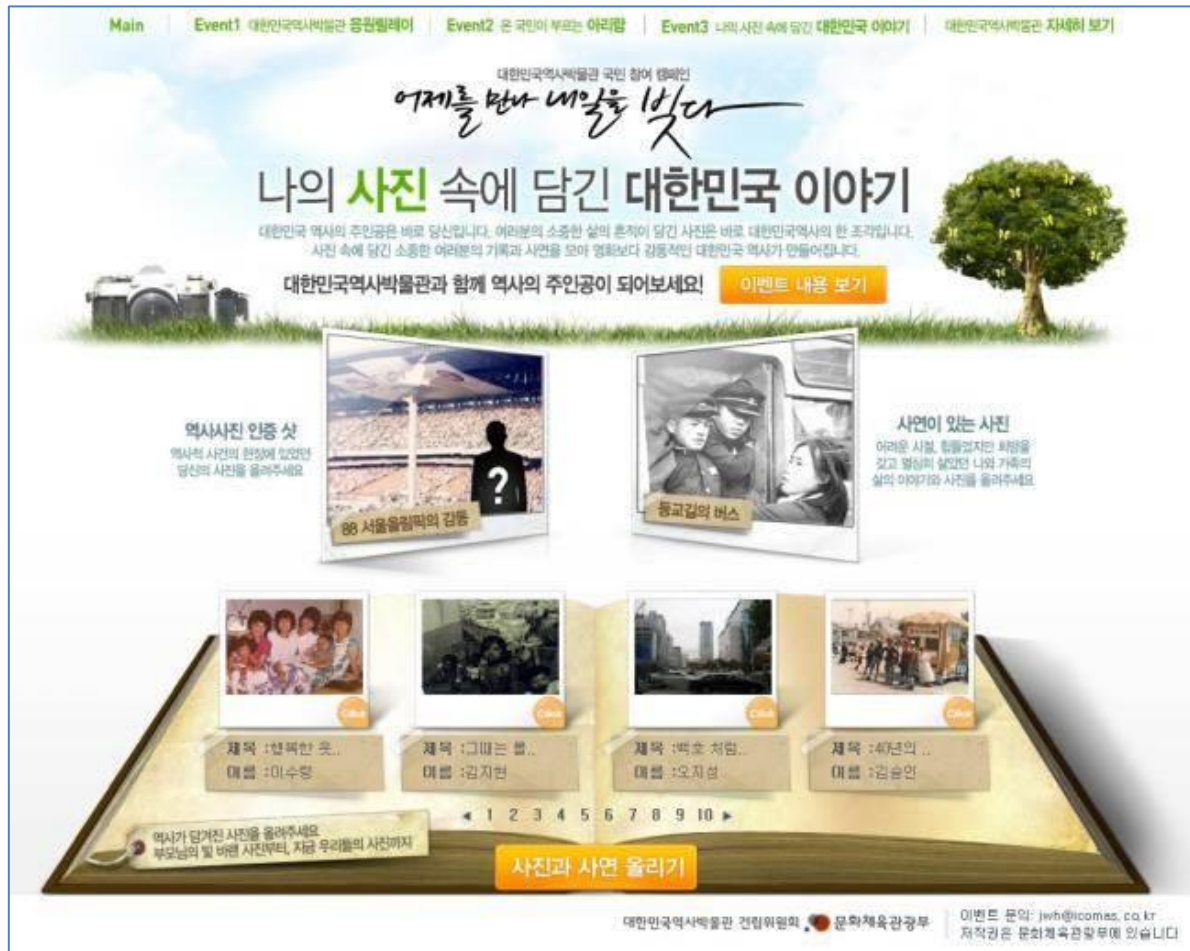 Main
Event1 대한민국역사박물관 응원릴레이
Event2 온 국민이 부르는 아리랑
Event3 나의 사진 속에 담긴 대한민국 이야기
대한민국역사박물관 자세히 보기
대한민국역사박물관 국민 참여 캠페인
어제를 만나 내일을 빚다
나의 사진 속에 담긴 대한민국 이야기
대한민국 역사의 주인공은 바로 당신입니다. 여러분의 소중한 삶의 흔적이 담긴 사진은 바로 대한민국역사의 한 조각입니다.
사진 속에 담긴 소중한 여러분의 기록과 사연을 모아 영화보다 감동적인 대한민국 역사가 만들어집니다.
대한민국역사박물관과 함께 역사의 주인공이 되어보세요!
이벤트 내용 보기
역사사진 인증 샷
역사적 사건의 현장에 있었던
당신의 사진을 올려주세요
?
88 서울올림픽의 감동
등교길의 버스
사연이 있는 사진
어려운 시절, 힘들었지만 희망을
갖고 열심히 살았던 나와 가족의
삶의 이야기와 사진을 올려주세요
Click
제목 :행복한 웃..
이름 :이수령
Click
제목 :그때는 몰..
이름 :김지현
Click
제목 :백호 처럼..
이름 :오지성
Click
제목 :40년의 ..
이름 :김승인
◄ 1 2 3 4 5 6 7 8 9 10 ►
역사가 담겨진 사진을 올려주세요
부모님의 빛 바랜 사진부터, 지금 우리들의 사진까지
사진과 사연 올리기
대한민국역사박물관 건립위원회 문화체육관광부
이벤트 문의: jwh@icomas.co.kr
저작권은 문화체육관광부에 있습니다